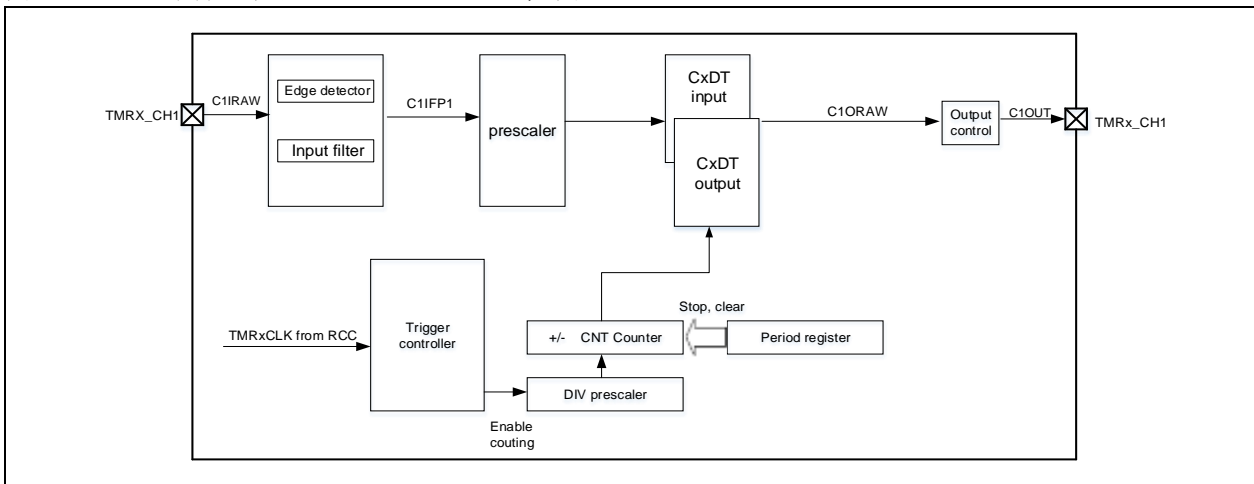 TMRX_CH1
C1IRAW
Edge detector
Input filter
C1IFP1
prescaler
CxDT
input
CxDT
output
C1ORAW
Output
control
C1OUT
TMRx_CH1
TMRxCLK from RCC
Trigger
controller
Enable
couting
DIV prescaler
+/- CNT Counter
Stop, clear
Period register